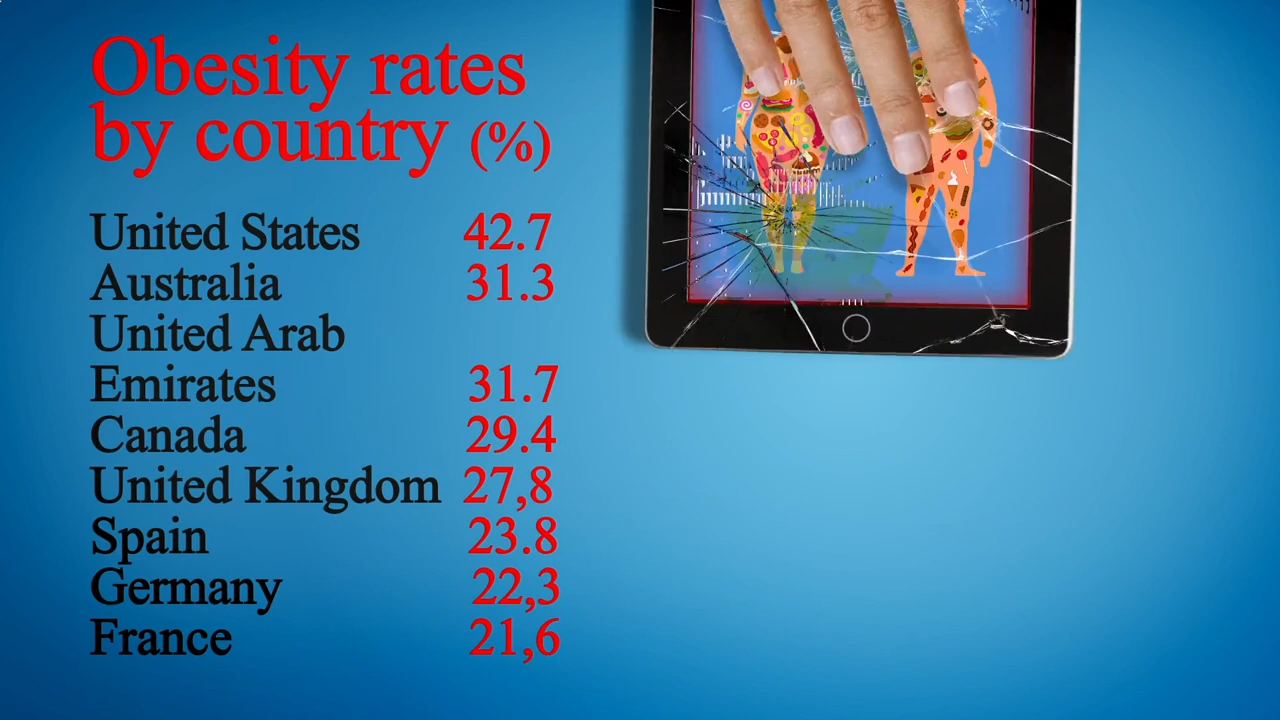 Obesity rates
by country (%)
United States 42.7
Australia 31.3
United Arab
Emirates 31.7
Canada 29.4
United Kingdom 27,8
Spain 23.8
Germany 22,3
France 21,6